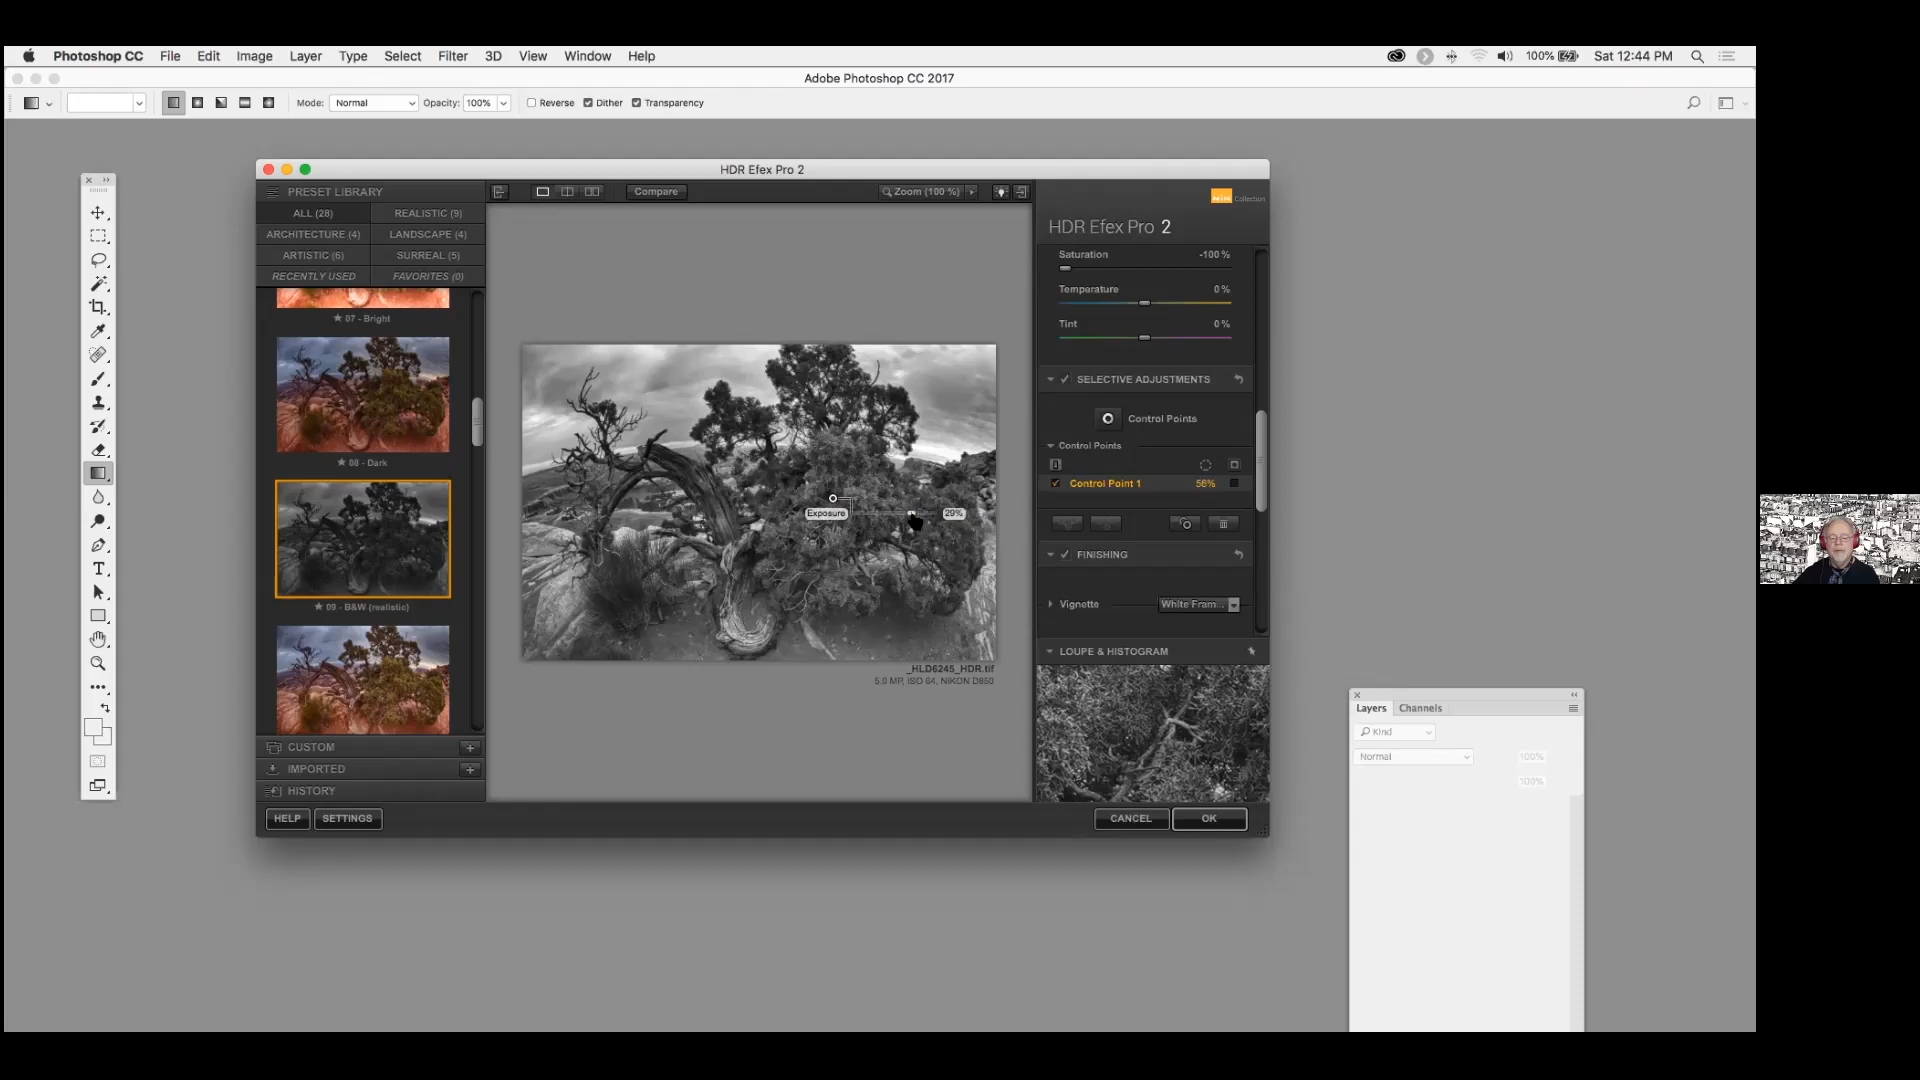 Photoshop CC File Edit Image Layer Type Select Filter 3D View Window Help 100% Sat 12:44 PM
Adobe Photoshop CC 2017
Mode: Normal Opacity: 100% Reverse Dither Transparency
HDR Efex Pro 2
PRESET LIBRARY
Compare
Zoom (100 %)
ALL (28) REALISTIC (9)
ARCHITECTURE (4) LANDSCAPE (4)
ARTISTIC (6) SURREAL (5)
RECENTLY USED FAVORITES (0)
07 - Bright
08 - Dark
09 - B&W (realistic)
CUSTOM
IMPORTED
HISTORY
HELP SETTINGS
Exposure 29%
_HLD6245_HDR.tif
5.0 MP, ISO 64, NIKON D850
Collection
HDR Efex Pro 2
Saturation -100 %
Temperature 0 %
Tint 0 %
SELECTIVE ADJUSTMENTS
Control Points
Control Points
Control Point 1 56%
FINISHING
Vignette White Fram...
LOUPE & HISTOGRAM
CANCEL OK
Layers Channels
Kind
Normal 100%
100%